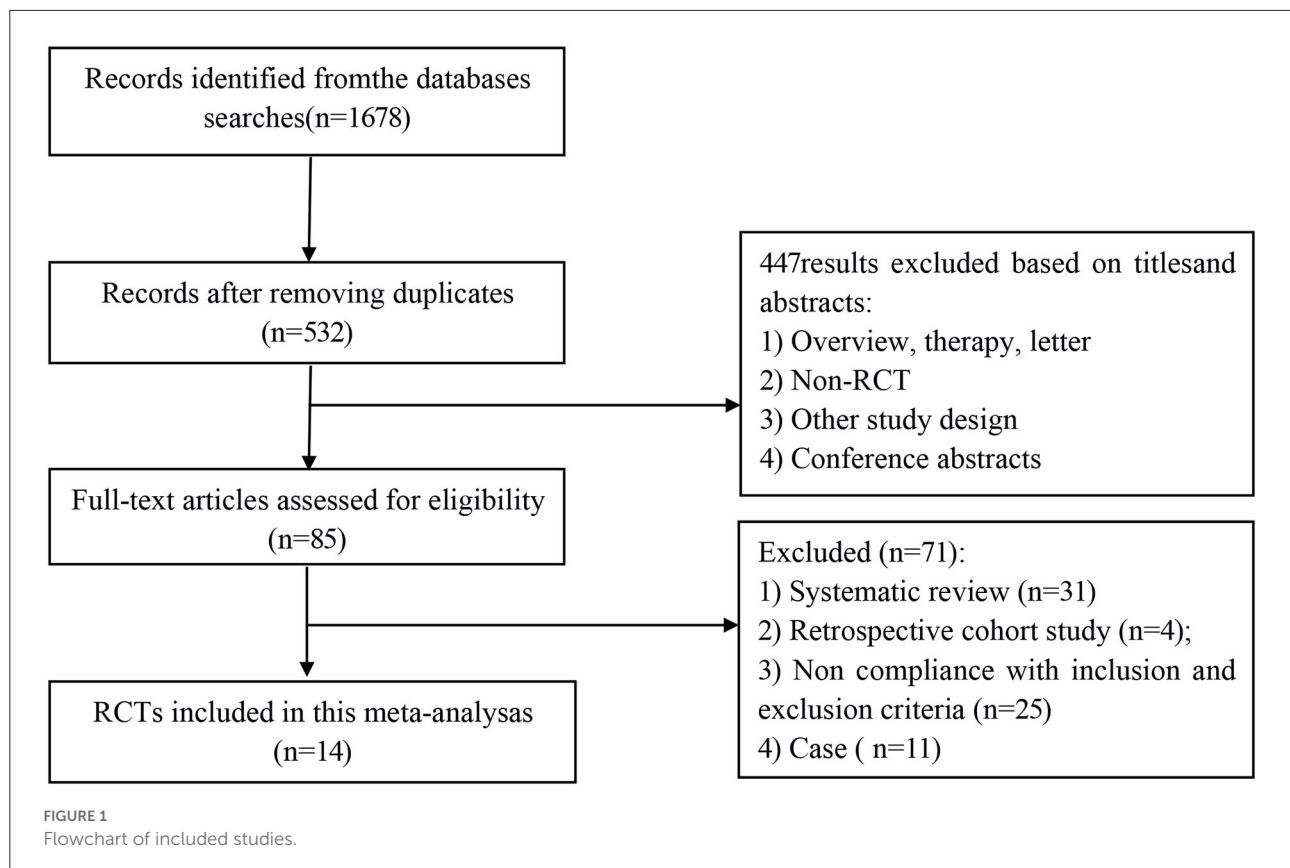 Records identified fromthe databases
searches(n=1678)
Records after removing duplicates
(n=532)
447results excluded based on titlesand
abstracts:
1) Overview, therapy, letter
2) Non-RCT
3) Other study design
4) Conference abstracts
Full-text articles assessed for eligibility
(n=85)
Excluded (n=71):
1) Systematic review (n=31)
2) Retrospective cohort study (n=4);
3) Non compliance with inclusion and
exclusion criteria (n=25)
4) Case ( n=11)
RCTs included in this meta-analysas
(n=14)
FIGURE 1
Flowchart of included studies.